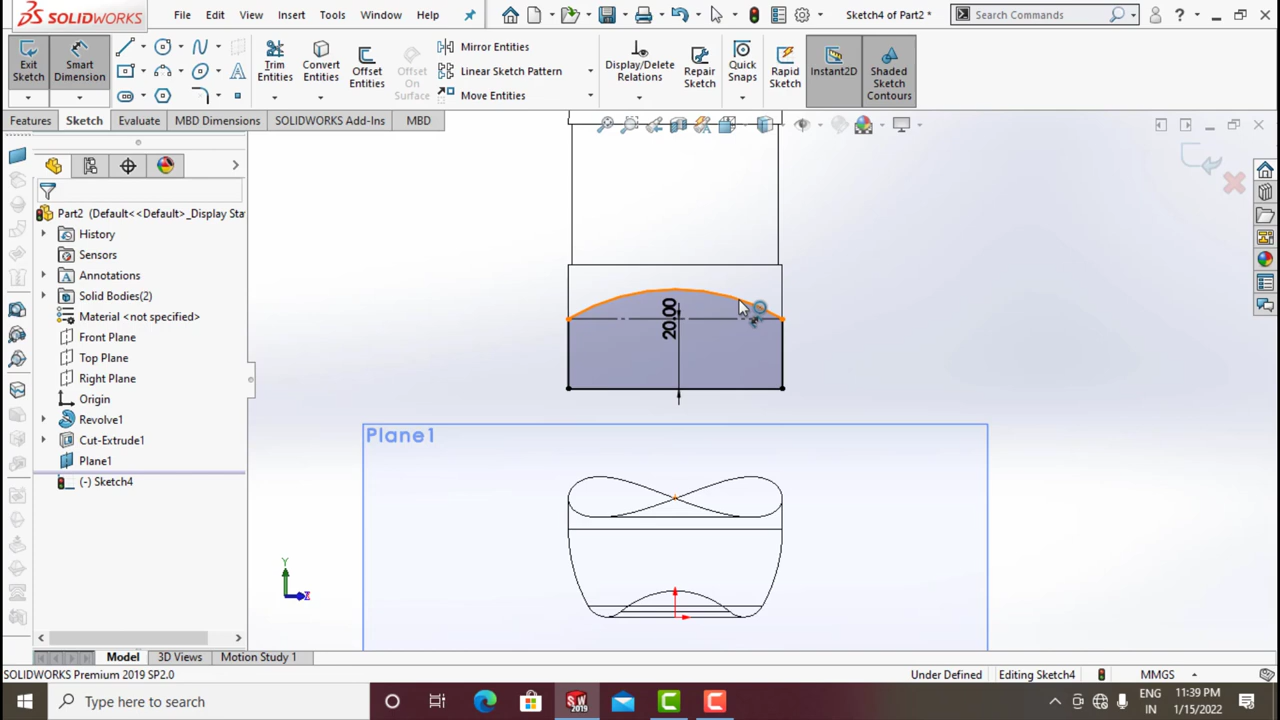 SOLIDWORKS
File Edit View Insert Tools Window Help
Sketch4 of Part2 *
Search Commands
Exit Sketch
Smart Dimension
Trim Entities
Convert Entities
Offset Entities
Offset On Surface
Mirror Entities
Linear Sketch Pattern
Move Entities
Display/Delete Relations
Repair Sketch
Quick Snaps
Rapid Sketch
Instant2D
Shaded Sketch Contours
Features Sketch Evaluate MBD Dimensions SOLIDWORKS Add-Ins MBD
Part2 (Default<<Default>_Display Sta
History
Sensors
Annotations
Solid Bodies(2)
Material <not specified>
Front Plane
Top Plane
Right Plane
Origin
Revolve1
Cut-Extrude1
Plane1
(-) Sketch4
20.00
Plane1
Y
Z
Model 3D Views Motion Study 1
SOLIDWORKS Premium 2019 SP2.0
Under Defined Editing Sketch4 MMGS
Type here to search
SW 2019
ENG
IN
11:39 PM
1/15/2022